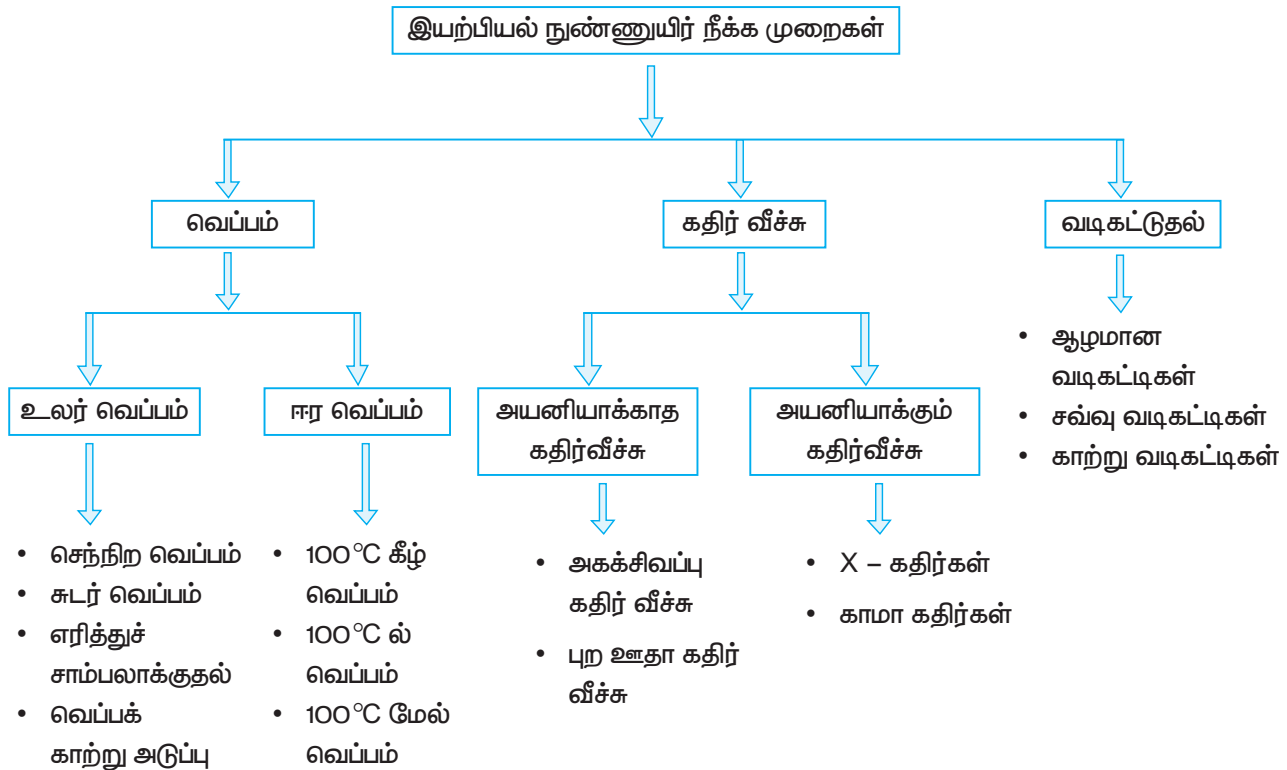 இயற்பியல் நுண்ணுயிர் நீக்க முறைகள்
வெப்பம்
கதிர் வீச்சு
வடிகட்டுதல்
உலர் வெப்பம்
ஈர வெப்பம்
அயனியாக்காத
கதிர்வீச்சு
அயனியாக்கும்
கதிர்வீச்சு
• ஆழமான
வடிகட்டிகள்
• சவ்வு வடிகட்டிகள்
• காற்று வடிகட்டிகள்
• செந்நிற வெப்பம்
• சுடர் வெப்பம்
• எரித்துச்
சாம்பலாக்குதல்
• வெப்பக்
காற்று அடுப்பு
• 100°C கீழ்
வெப்பம்
• 100°C ல்
வெப்பம்
• 100°C மேல்
வெப்பம்
• அகக்சிவப்பு
கதிர் வீச்சு
• புற ஊதா கதிர்
வீச்சு
• X – கதிர்கள்
• காமா கதிர்கள்